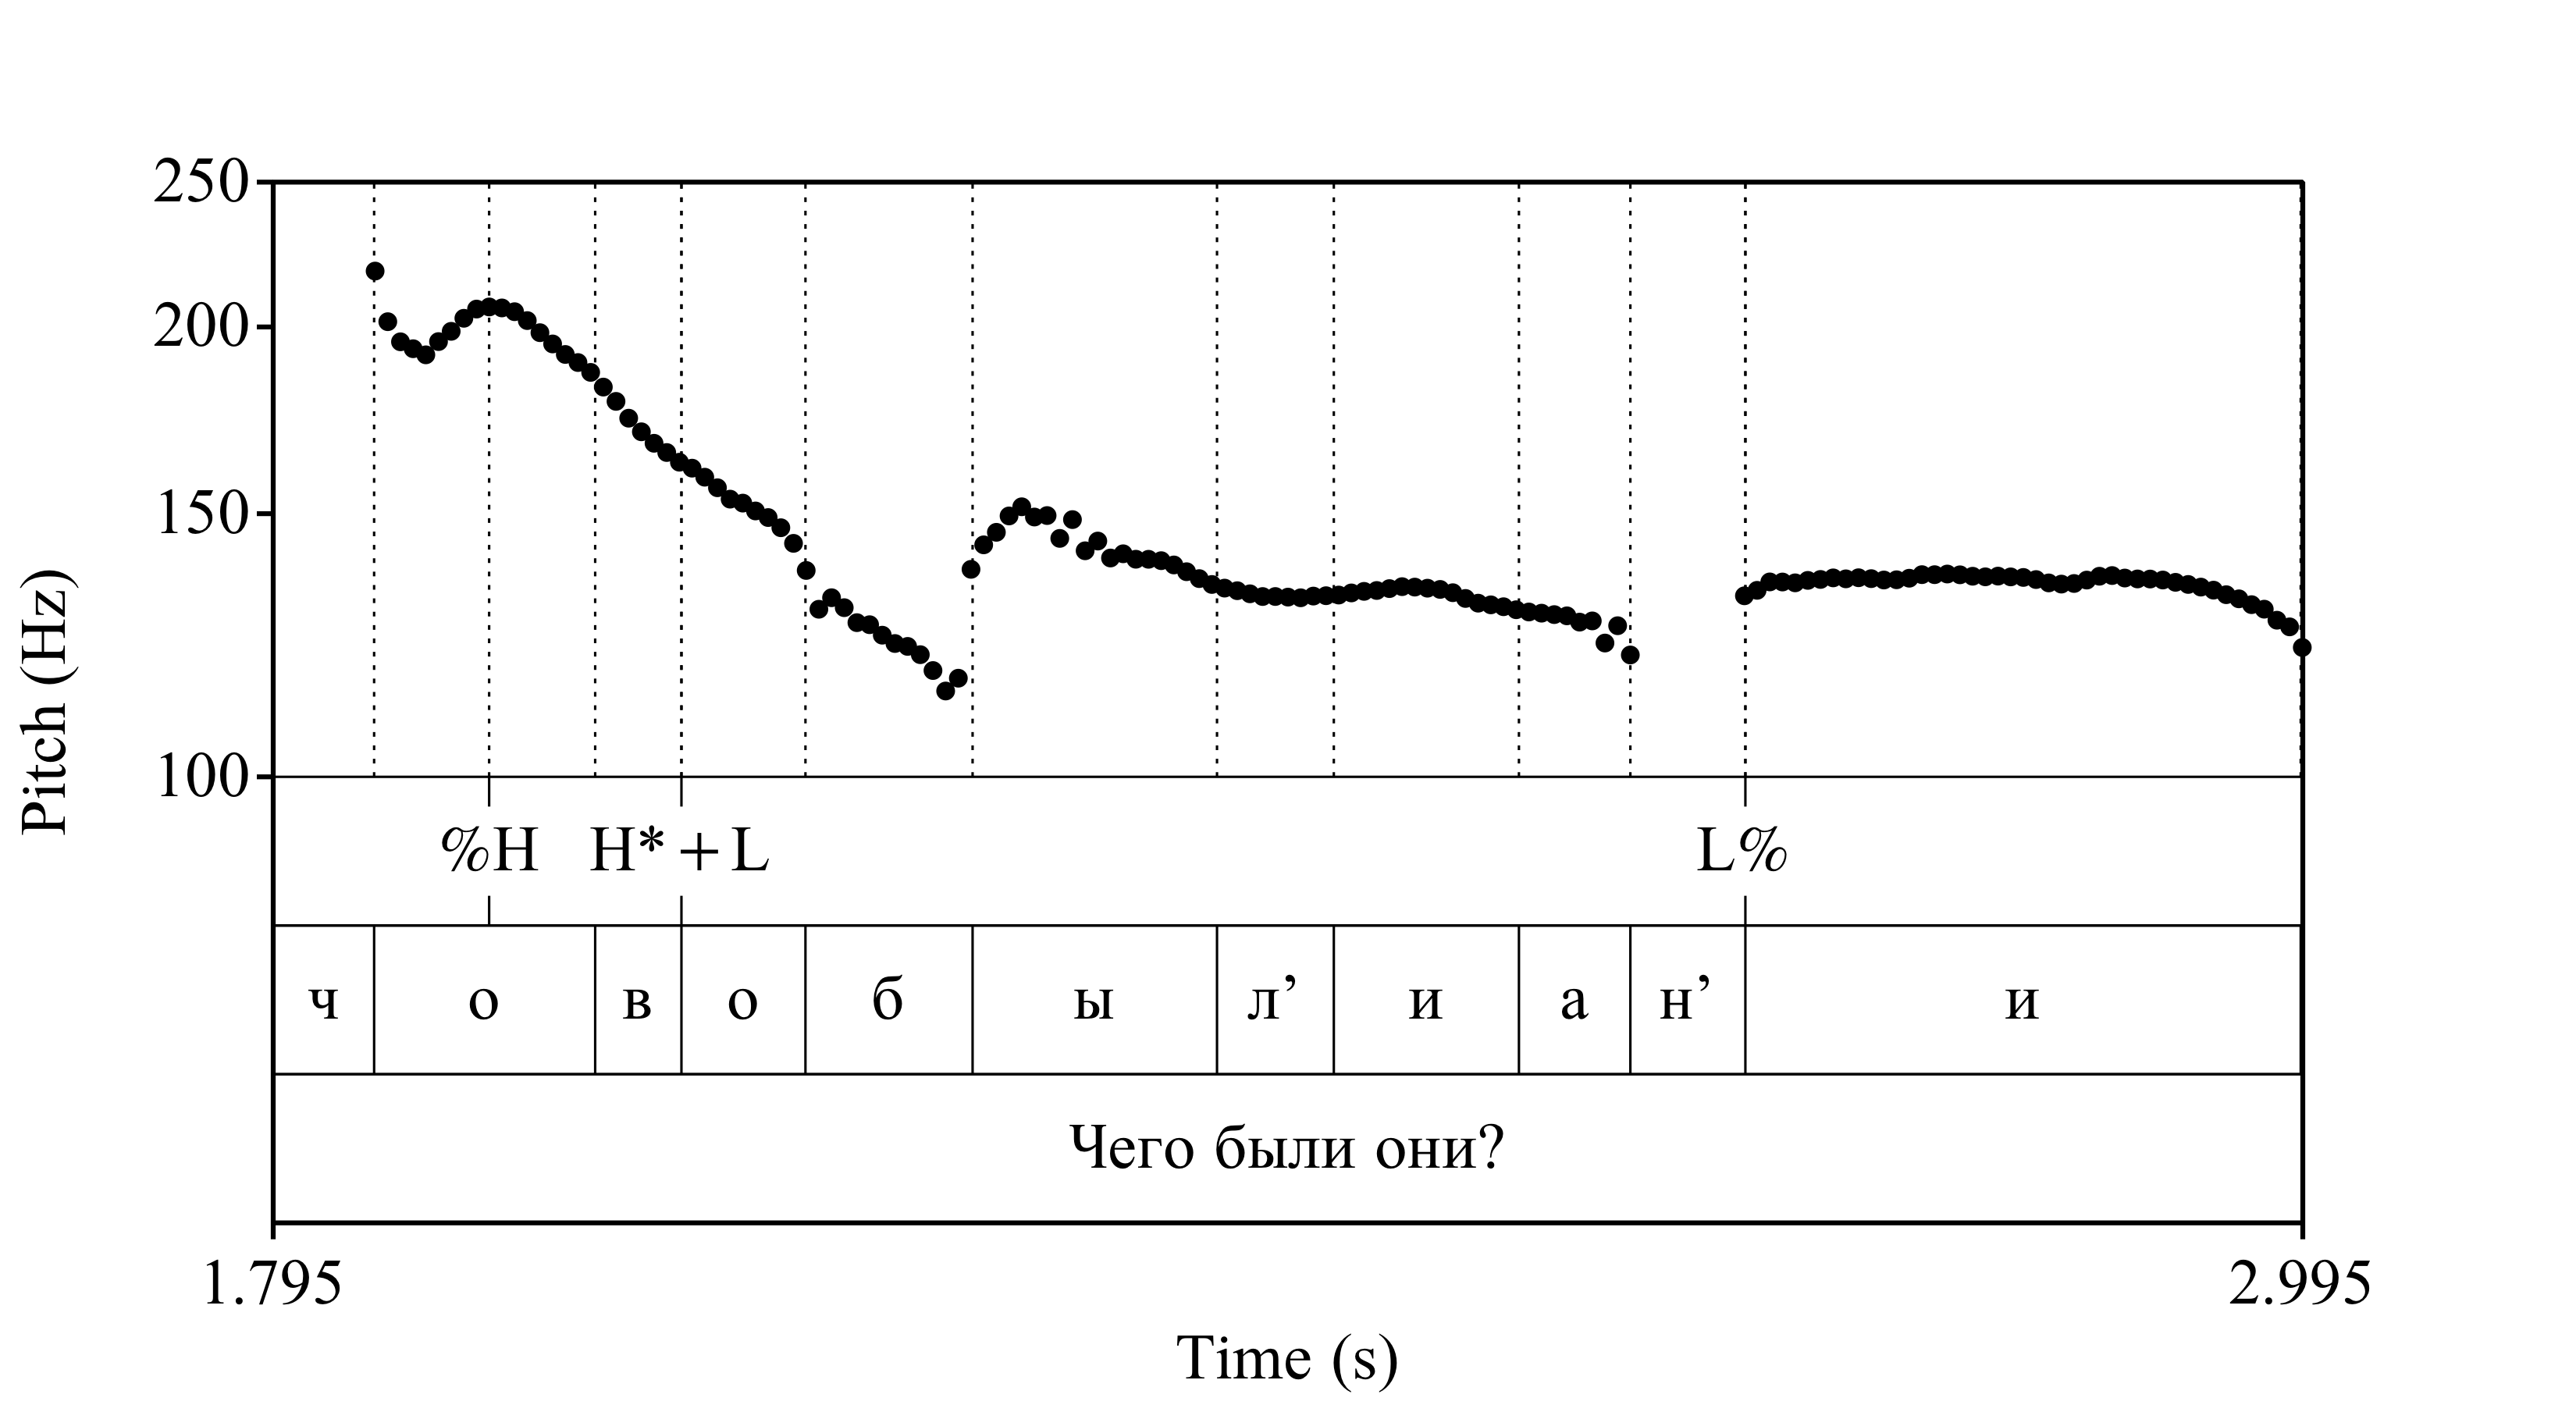 250
200
150
100
Pitch (Hz)
%H H*+L L%
ч о в о б ы л’ и а н’ и
Чего были они?
1.795 2.995
Time (s)